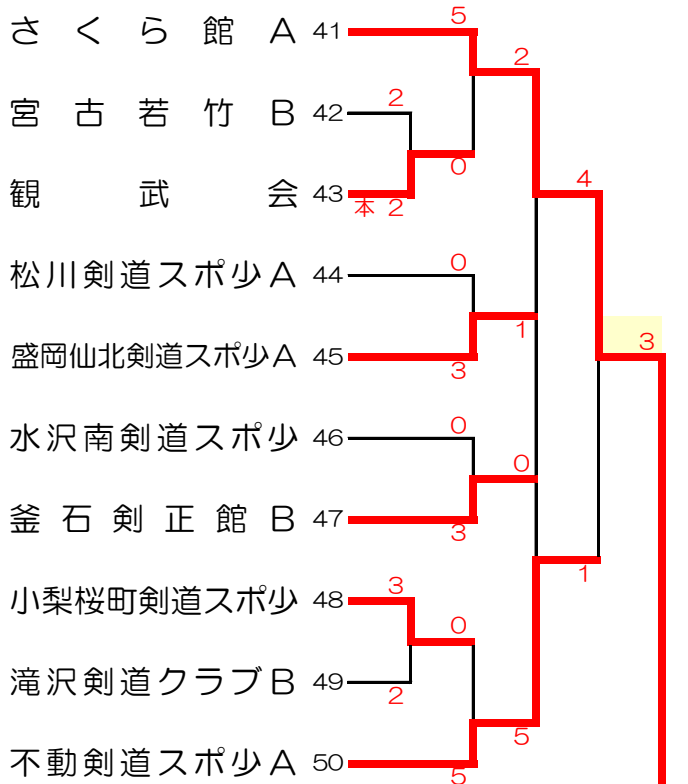 さくら館A 41 5
2
宮古若竹B 42 2
0
観武会 43 本 2
4
松川剣道スポ少A 44 0
1
3
盛岡仙北剣道スポ少A 45 3
水沢南剣道スポ少 46 0
0
釜石剣正館B 47 3
1
小梨桜町剣道スポ少 48 3
0
滝沢剣道クラブB 49 2
5
不動剣道スポ少A 50 5